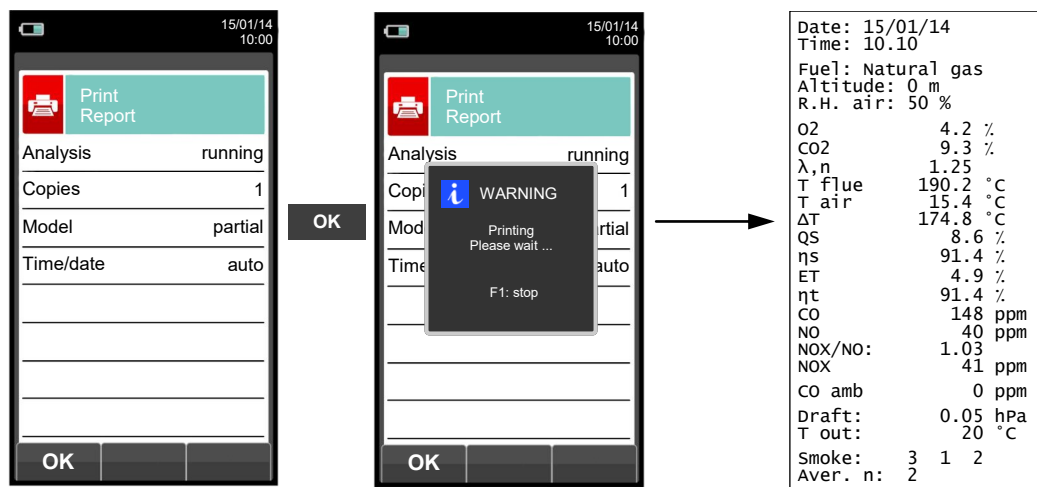 15/01/14
10:00
Print
Report
Analysis running
Copies 1
Model partial
Time/date auto
OK
OK
15/01/14
10:00
Print
Report
Analysis running
Copi 1
Mod rtial
Time auto
i WARNING
Printing
Please wait ...
F1: stop
OK
Date: 15/01/14
Time: 10.10
Fuel: Natural gas
Altitude: 0 m
R.H. air: 50 %
O2 4.2 %
CO2 9.3 %
λ,n 1.25
T flue 190.2 °C
T air 15.4 °C
ΔT 174.8 °C
QS 8.6 %
ηs 91.4 %
ET 4.9 %
ηt 91.4 %
CO 148 ppm
NO 40 ppm
NOX/NO: 1.03
NOX 41 ppm
CO amb 0 ppm
Draft: 0.05 hPa
T out: 20 °C
Smoke: 3 1 2
Aver. n: 2